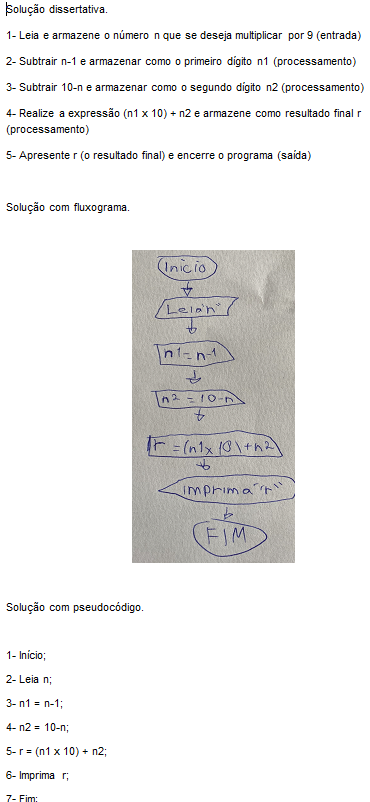 Solução dissertativa.
1- Leia e armazene o número n que se deseja multiplicar por 9 (entrada)
2- Subtrair n-1 e armazenar como o primeiro dígito n1 (processamento)
3- Subtrair 10-n e armazenar como o segundo dígito n2 (processamento)
4- Realize a expressão (n1 x 10) + n2 e armazene como resultado final r
(processamento)
5- Apresente r (o resultado final) e encerre o programa (saída)
Solução com fluxograma.
Início
Leia "n"
n1 = n-1
n2 = 10-n
r = (n1 x 10) + n2
imprima "r"
FIM
Solução com pseudocódigo.
1- Início;
2- Leia n;
3- n1 = n-1;
4- n2 = 10-n;
5- r = (n1 x 10) + n2;
6- Imprima r;
7- Fim;